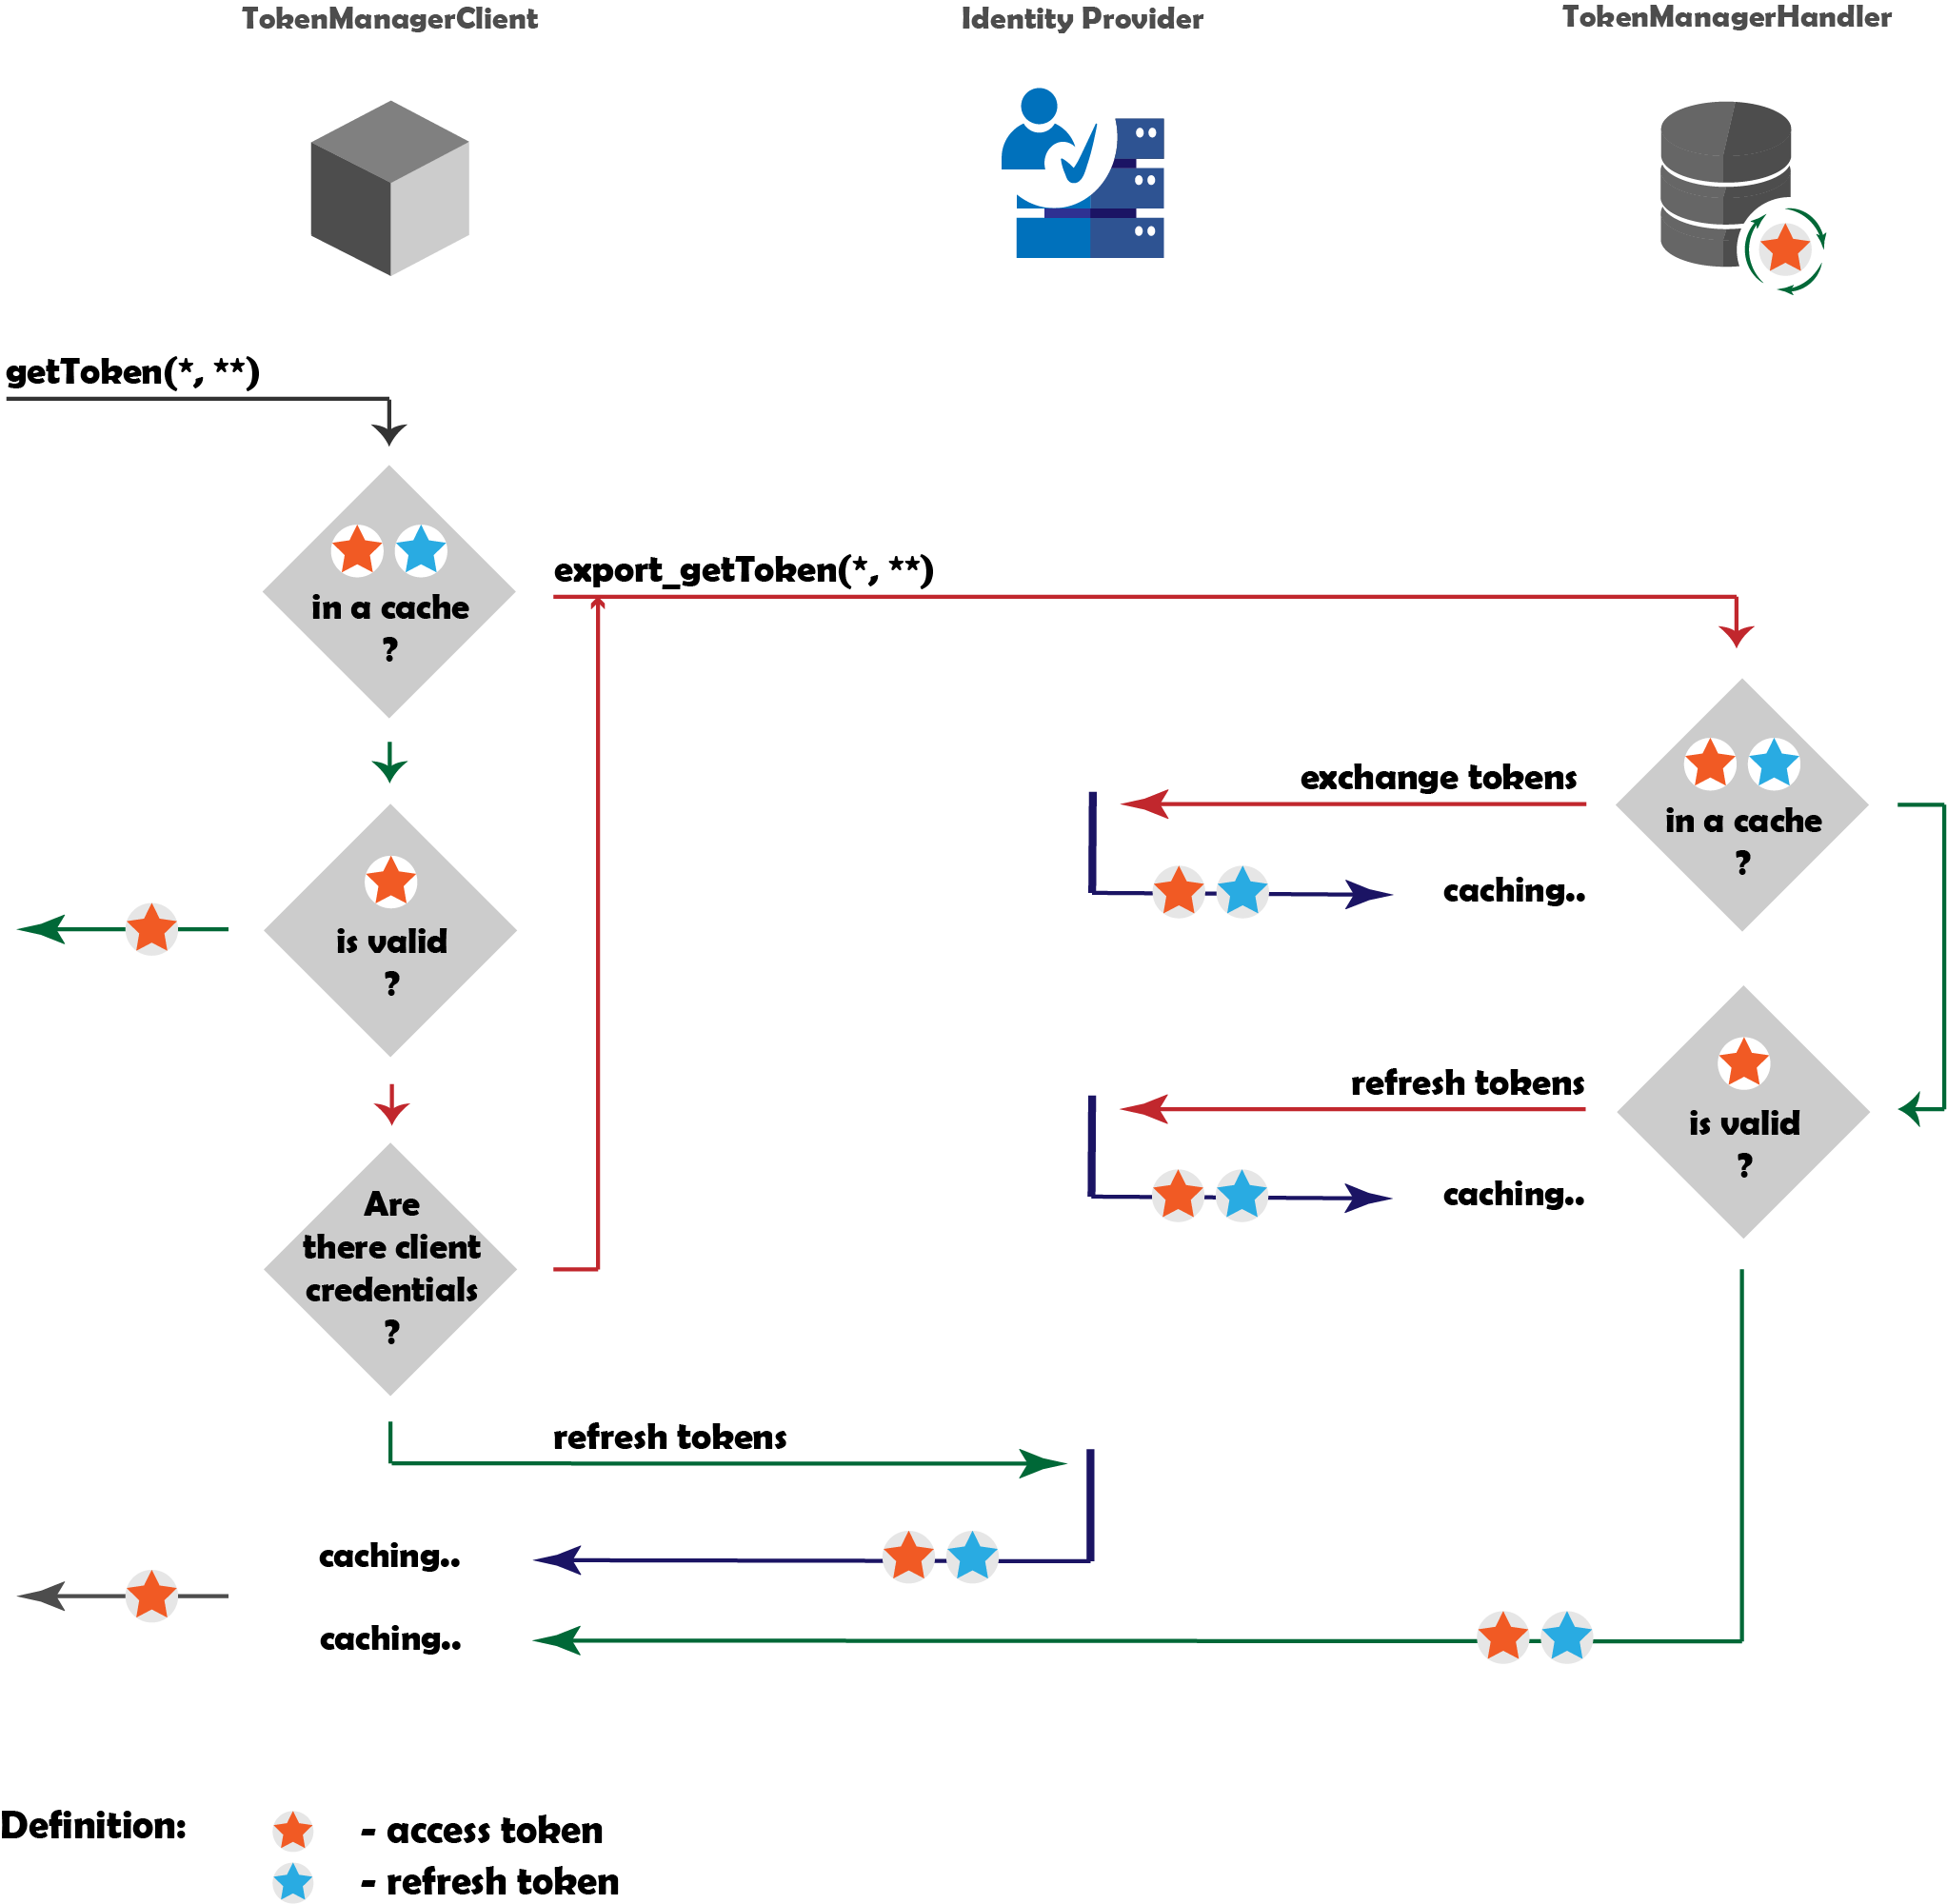 TokenManagerClient
Identity Provider
TokenManagerHandler
getToken(*, **)
in a cache
?
export_getToken(*, **)
exchange tokens
in a cache
?
caching..
is valid
?
refresh tokens
is valid
?
caching..
Are
there client
credentials
?
refresh tokens
caching..
caching..
Definition:
- access token
- refresh token